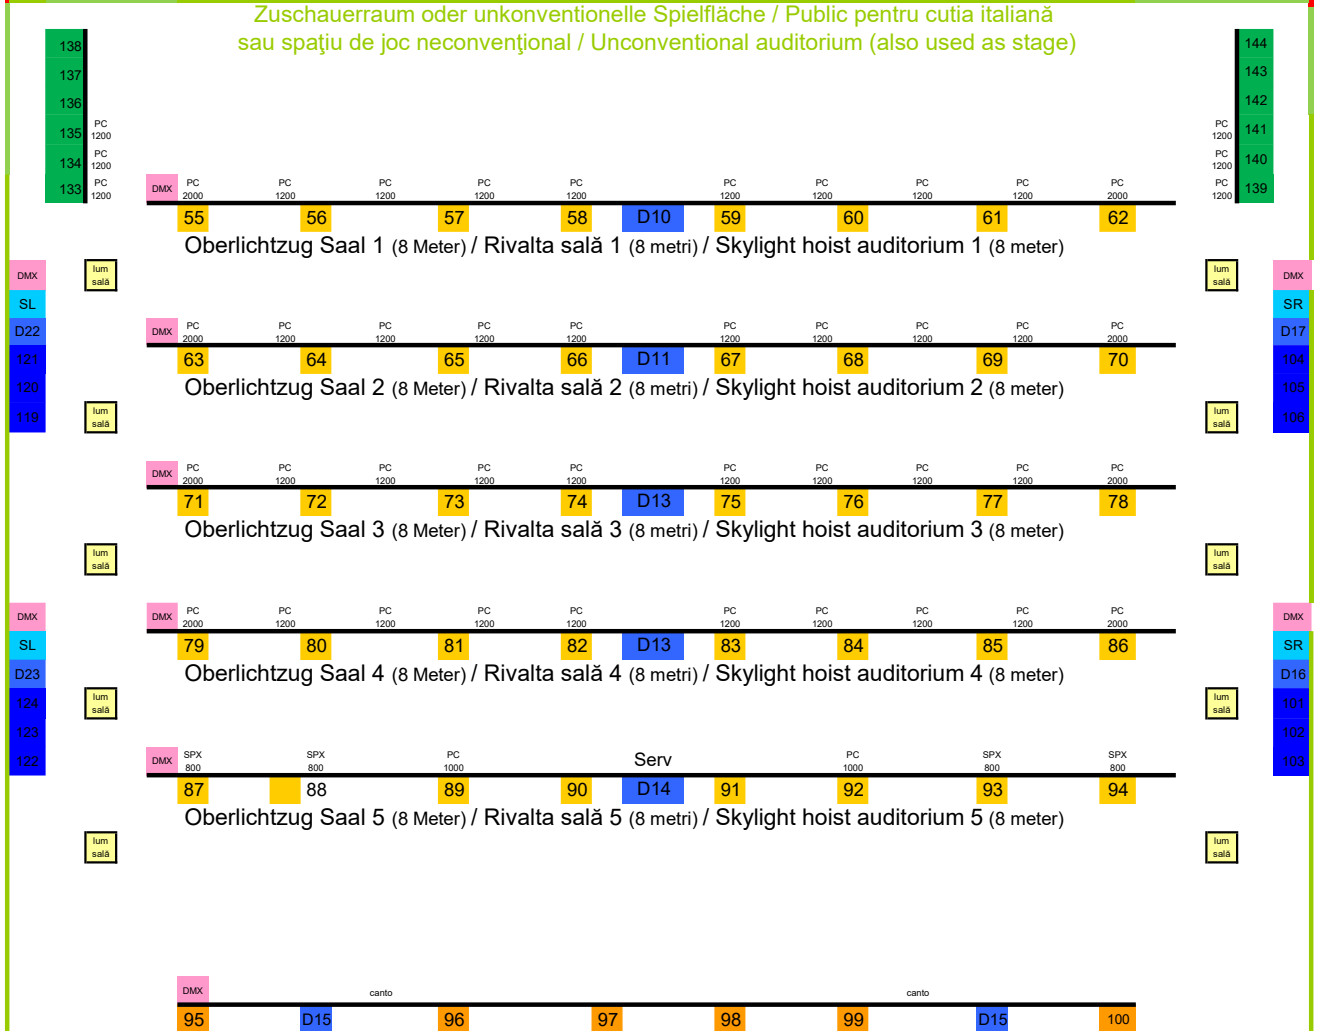 Zuschauerraum oder unkonventionelle Spielfläche / Public pentru cutia italiană
sau spaţiu de joc neconvenţional / Unconventional auditorium (also used as stage)
138 144
137 143
136 142
135 PC 1200 PC 1200 141
134 PC 1200 PC 1200 140
133 PC 1200 PC 1200 139
DMX PC PC PC PC PC PC PC PC PC
2000 1200 1200 1200 1200 1200 1200 1200 2000
55 56 57 58 D10 59 60 61 62
Oberlichtzug Saal 1 (8 Meter) / Rivalta sală 1 (8 metri) / Skylight hoist auditorium 1 (8 meter)
DMX lum sală lum sală DMX
SL SR
DMX PC PC PC PC PC PC PC PC PC
2000 1200 1200 1200 1200 1200 1200 1200 2000
D22 D17
121 63 64 65 66 D11 67 68 69 70 104
120 Oberlichtzug Saal 2 (8 Meter) / Rivalta sală 2 (8 metri) / Skylight hoist auditorium 2 (8 meter) 105
119 lum sală lum sală 106
DMX PC PC PC PC PC PC PC PC PC
2000 1200 1200 1200 1200 1200 1200 1200 2000
71 72 73 74 D13 75 76 77 78
Oberlichtzug Saal 3 (8 Meter) / Rivalta sală 3 (8 metri) / Skylight hoist auditorium 3 (8 meter)
lum sală lum sală
DMX DMX PC PC PC PC PC PC PC PC PC DMX
2000 1200 1200 1200 1200 1200 1200 1200 2000
SL 79 80 81 82 D13 83 84 85 86 SR
D23 Oberlichtzug Saal 4 (8 Meter) / Rivalta sală 4 (8 metri) / Skylight hoist auditorium 4 (8 meter) D16
124 lum sală lum sală 101
123 102
122 DMX SPX SPX PC Serv PC SPX SPX 103
800 800 1000 1000 800 800
87 88 89 90 D14 91 92 93 94
Oberlichtzug Saal 5 (8 Meter) / Rivalta sală 5 (8 metri) / Skylight hoist auditorium 5 (8 meter)
lum sală lum sală
DMX canto canto
95 D15 96 97 98 99 D15 100